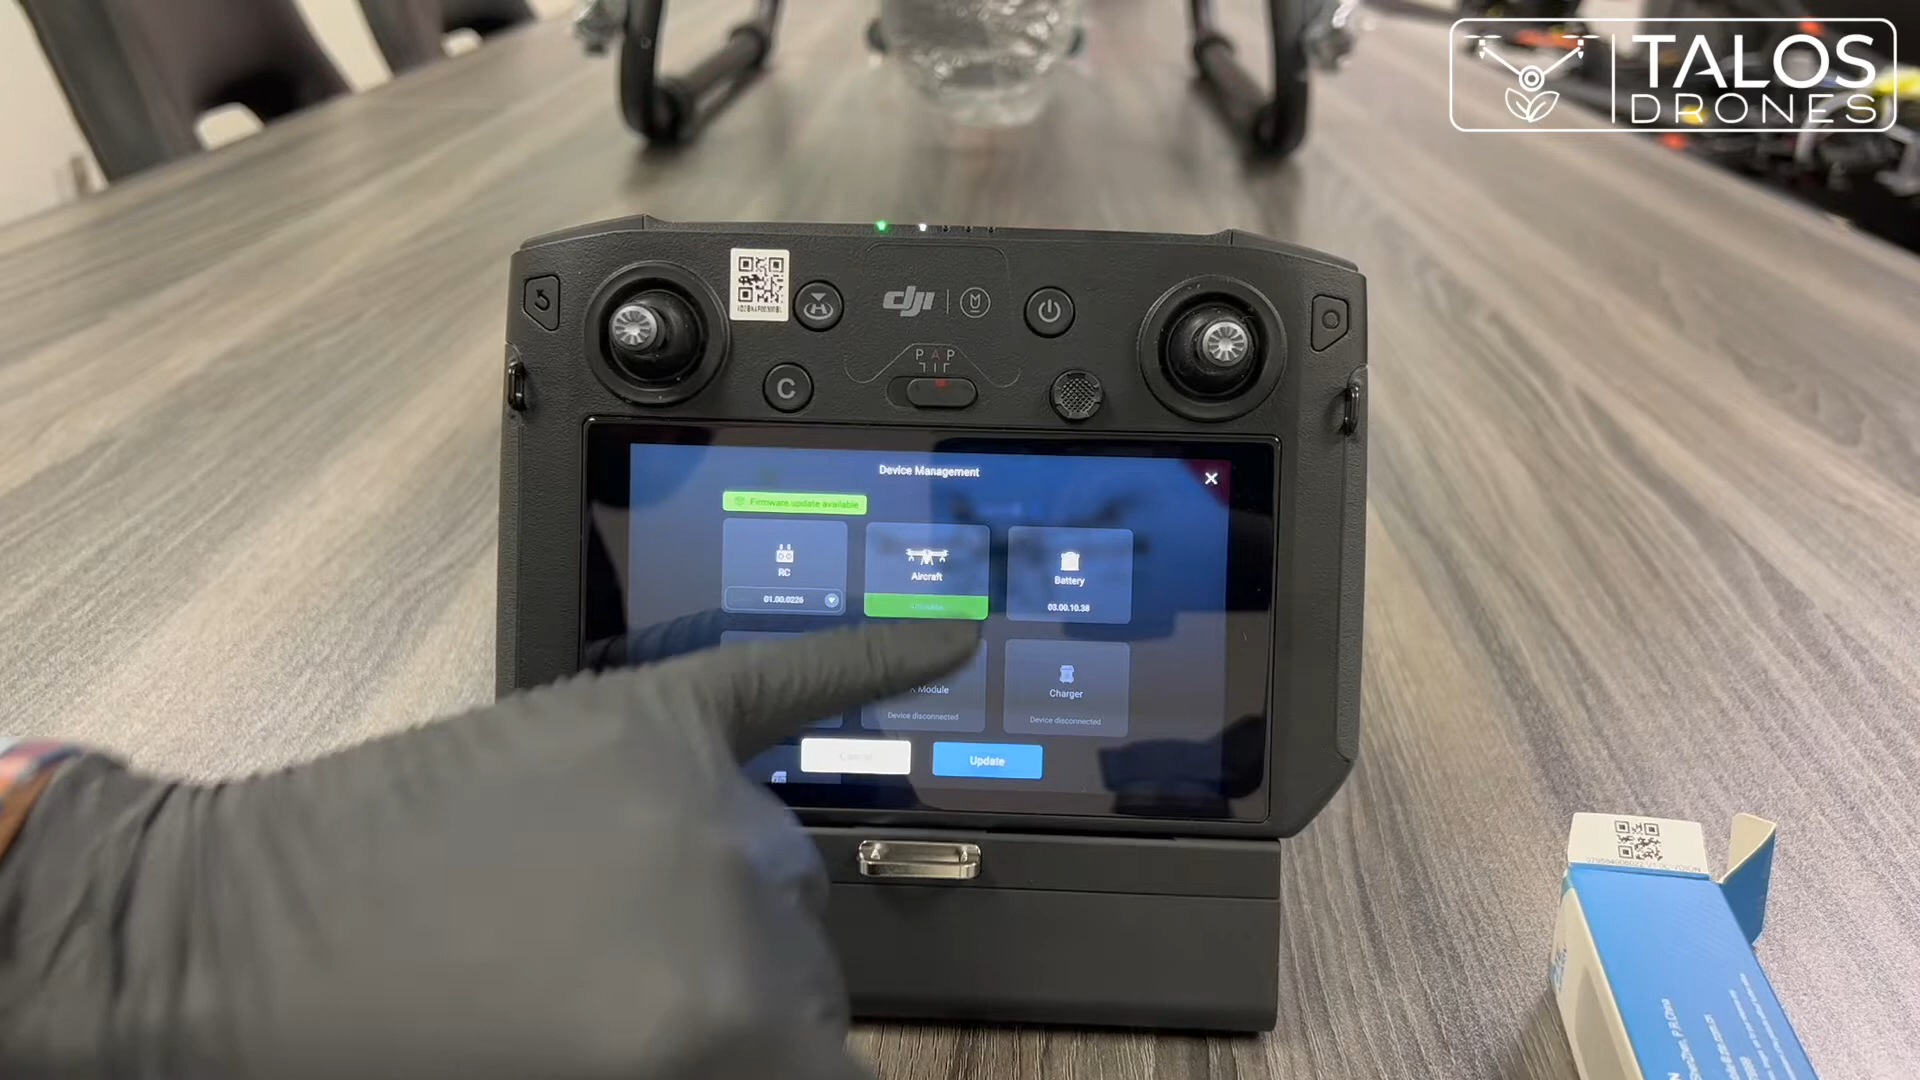 TALOS
DRONES
dji
P A P
C
Device Management
Firmware update available
RC
Aircraft
Battery
01.00.0226
03.00.10.38
Module
Charger
Device disconnected
Device disconnected
Update